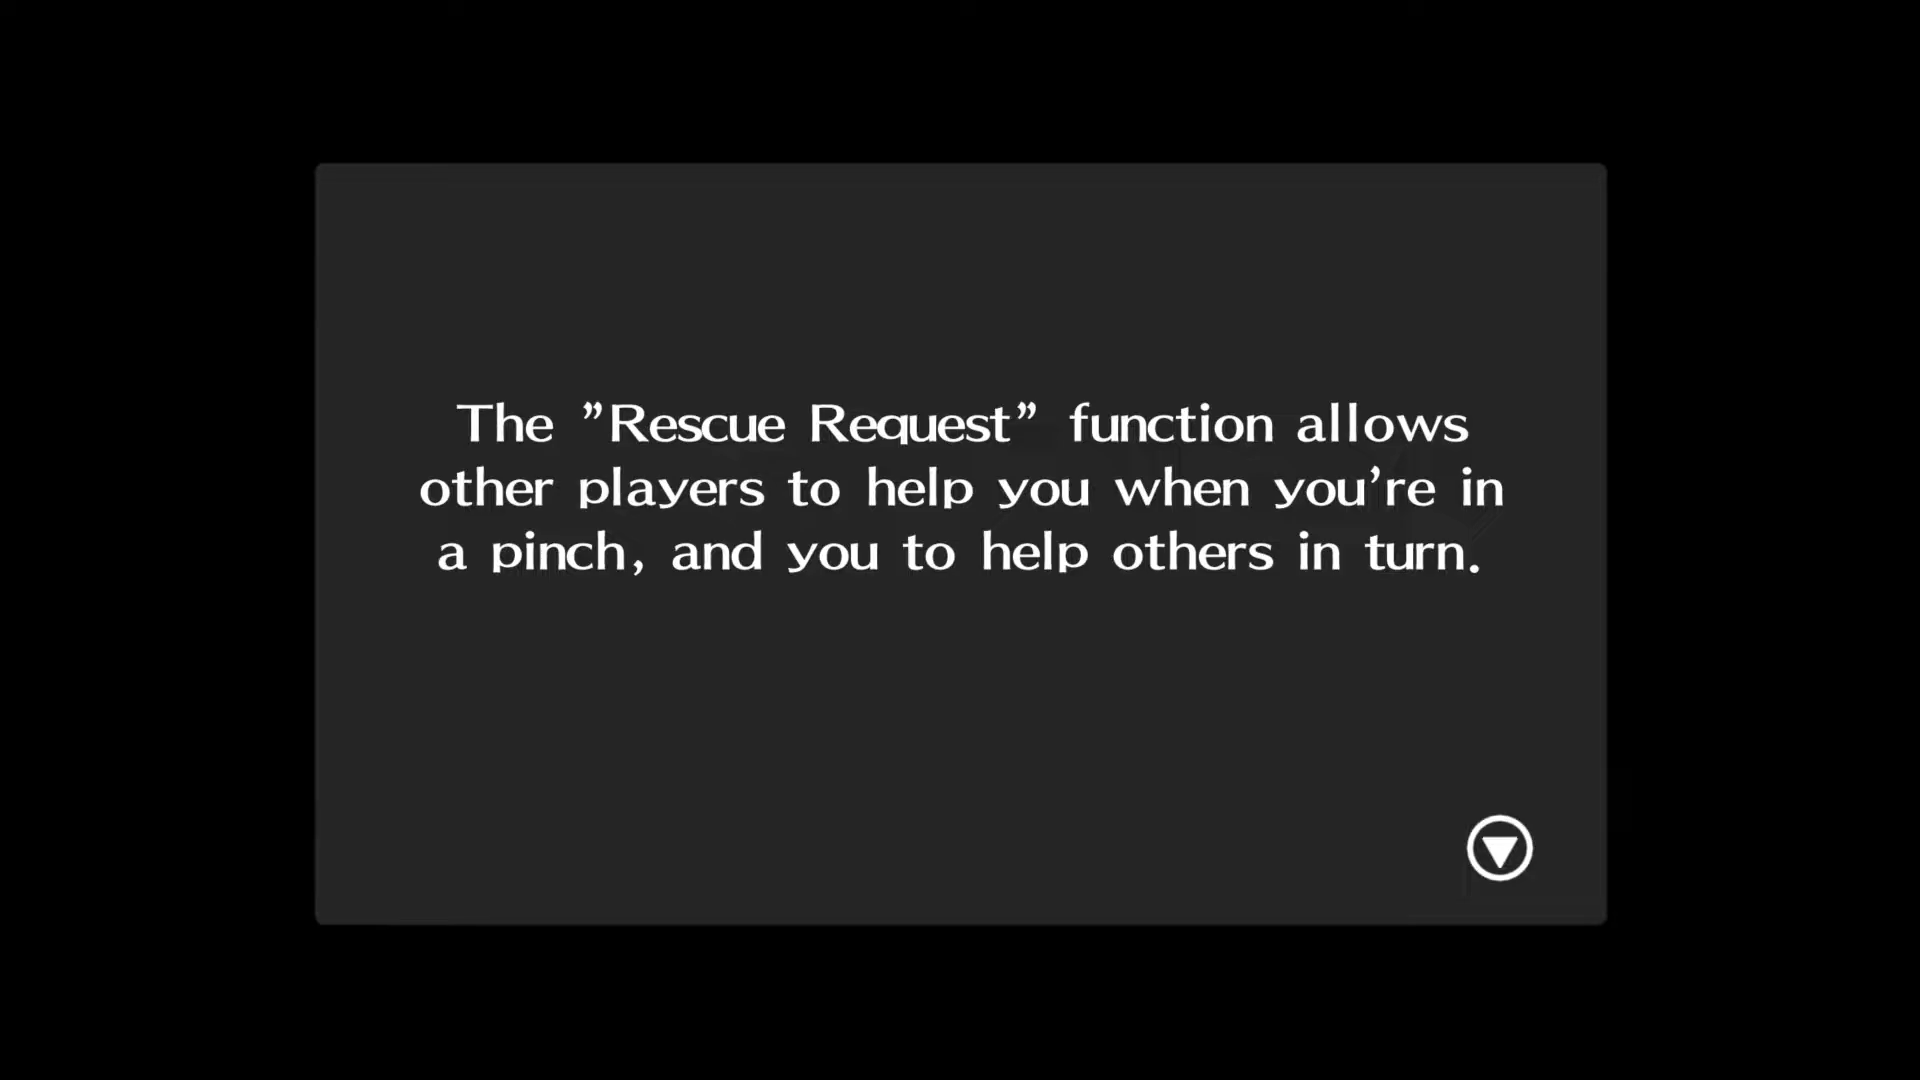 The ”Rescue Request” function allows
other players to help you when you’re in
a pinch, and you to help others in turn.